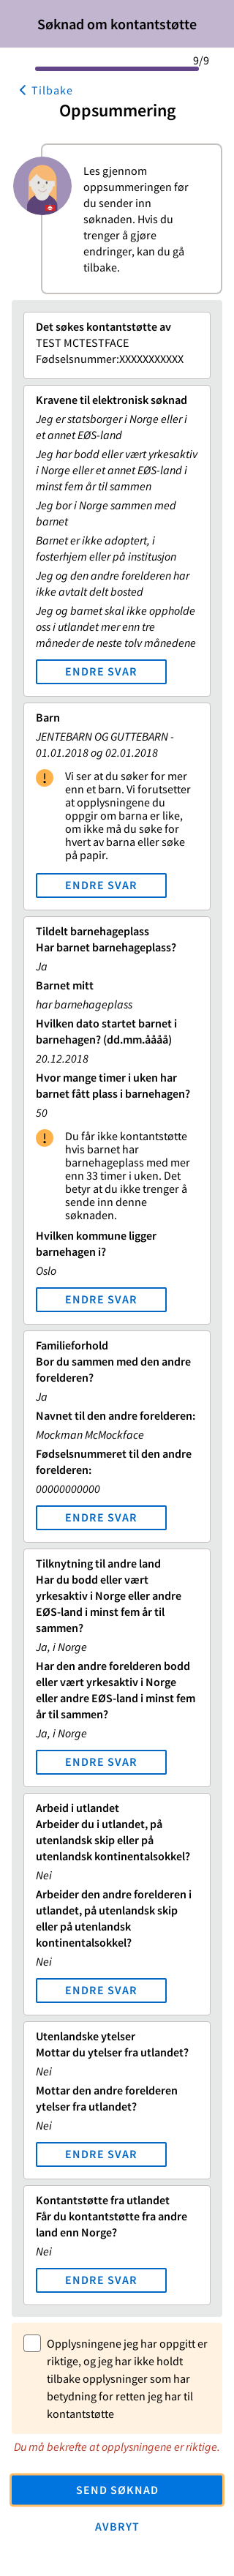 Søknad om kontantstøtte
9/9
Tilbake
Oppsummering
Les gjennom
oppsummeringen før
du sender inn
søknaden. Hvis du
trenger å gjøre
endringer, kan du gå
tilbake.
Det søkes kontantstøtte av
TEST MCTESTFACE
Fødselsnummer:XXXXXXXXXXX
Kravene til elektronisk søknad
Jeg er statsborger i Norge eller i
et annet EØS-land
Jeg har bodd eller vært yrkesaktiv
i Norge eller et annet EØS-land i
minst fem år til sammen
Jeg bor i Norge sammen med
barnet
Barnet er ikke adoptert, i
fosterhjem eller på institusjon
Jeg og den andre forelderen har
ikke avtalt delt bosted
Jeg og barnet skal ikke oppholde
oss i utlandet mer enn tre
måneder de neste tolv månedene
ENDRE SVAR
Barn
JENTEBARN OG GUTTEBARN -
01.01.2018 og 02.01.2018
Vi ser at du søker for mer
enn et barn. Vi forutsetter
at opplysningene du
oppgir om barna er like,
om ikke må du søke for
hvert av barna eller søke
på papir.
ENDRE SVAR
Tildelt barnehageplass
Har barnet barnehageplass?
Ja
Barnet mitt
har barnehageplass
Hvilken dato startet barnet i
barnehagen? (dd.mm.åååå)
20.12.2018
Hvor mange timer i uken har
barnet fått plass i barnehagen?
50
Du får ikke kontantstøtte
hvis barnet har
barnehageplass med mer
enn 33 timer i uken. Det
betyr at du ikke trenger å
sende inn denne
søknaden.
Hvilken kommune ligger
barnehagen i?
Oslo
ENDRE SVAR
Familieforhold
Bor du sammen med den andre
forelderen?
Ja
Navnet til den andre forelderen:
Mockman McMockface
Fødselsnummeret til den andre
forelderen:
00000000000
ENDRE SVAR
Tilknytning til andre land
Har du bodd eller vært
yrkesaktiv i Norge eller andre
EØS-land i minst fem år til
sammen?
Ja, i Norge
Har den andre forelderen bodd
eller vært yrkesaktiv i Norge
eller andre EØS-land i minst fem
år til sammen?
Ja, i Norge
ENDRE SVAR
Arbeid i utlandet
Arbeider du i utlandet, på
utenlandsk skip eller på
utenlandsk kontinentalsokkel?
Nei
Arbeider den andre forelderen i
utlandet, på utenlandsk skip
eller på utenlandsk
kontinentalsokkel?
Nei
ENDRE SVAR
Utenlandske ytelser
Mottar du ytelser fra utlandet?
Nei
Mottar den andre forelderen
ytelser fra utlandet?
Nei
ENDRE SVAR
Kontantstøtte fra utlandet
Får du kontantstøtte fra andre
land enn Norge?
Nei
ENDRE SVAR
Opplysningene jeg har oppgitt er
riktige, og jeg har ikke holdt
tilbake opplysninger som har
betydning for retten jeg har til
kontantstøtte
Du må bekrefte at opplysningene er riktige.
SEND SØKNAD
AVBRYT